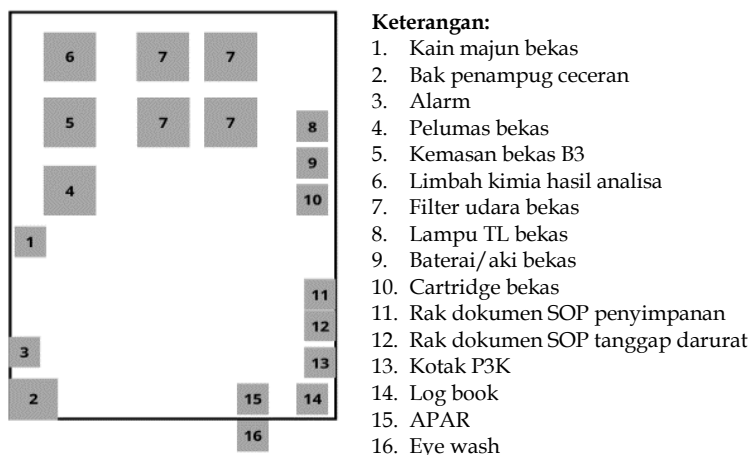 6 7 7
5 7 7
8
9
4
10
1
11
12
3
13
2 15 14
16
Keterangan:
1. Kain majun bekas
2. Bak penampug ceceran
3. Alarm
4. Pelumas bekas
5. Kemasan bekas B3
6. Limbah kimia hasil analisa
7. Filter udara bekas
8. Lampu TL bekas
9. Baterai/aki bekas
10. Cartridge bekas
11. Rak dokumen SOP penyimpanan
12. Rak dokumen SOP tanggap darurat
13. Kotak P3K
14. Log book
15. APAR
16. Eye wash